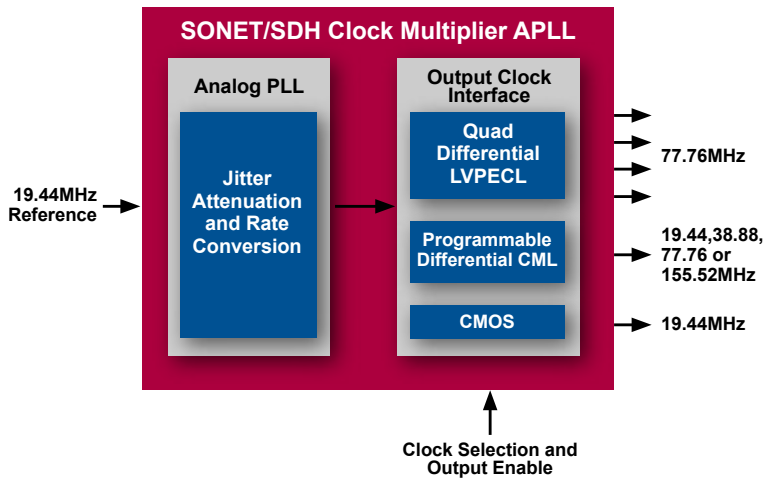 SONET/SDH Clock Multiplier APLL
Analog PLL
Jitter
Attenuation
and Rate
Conversion
19.44MHz
Reference
Output Clock
Interface
Quad
Differential
LVPECL
Programmable
Differential CML
CMOS
77.76MHz
19.44,38.88,
77.76 or
155.52MHz
19.44MHz
Clock Selection and
Output Enable